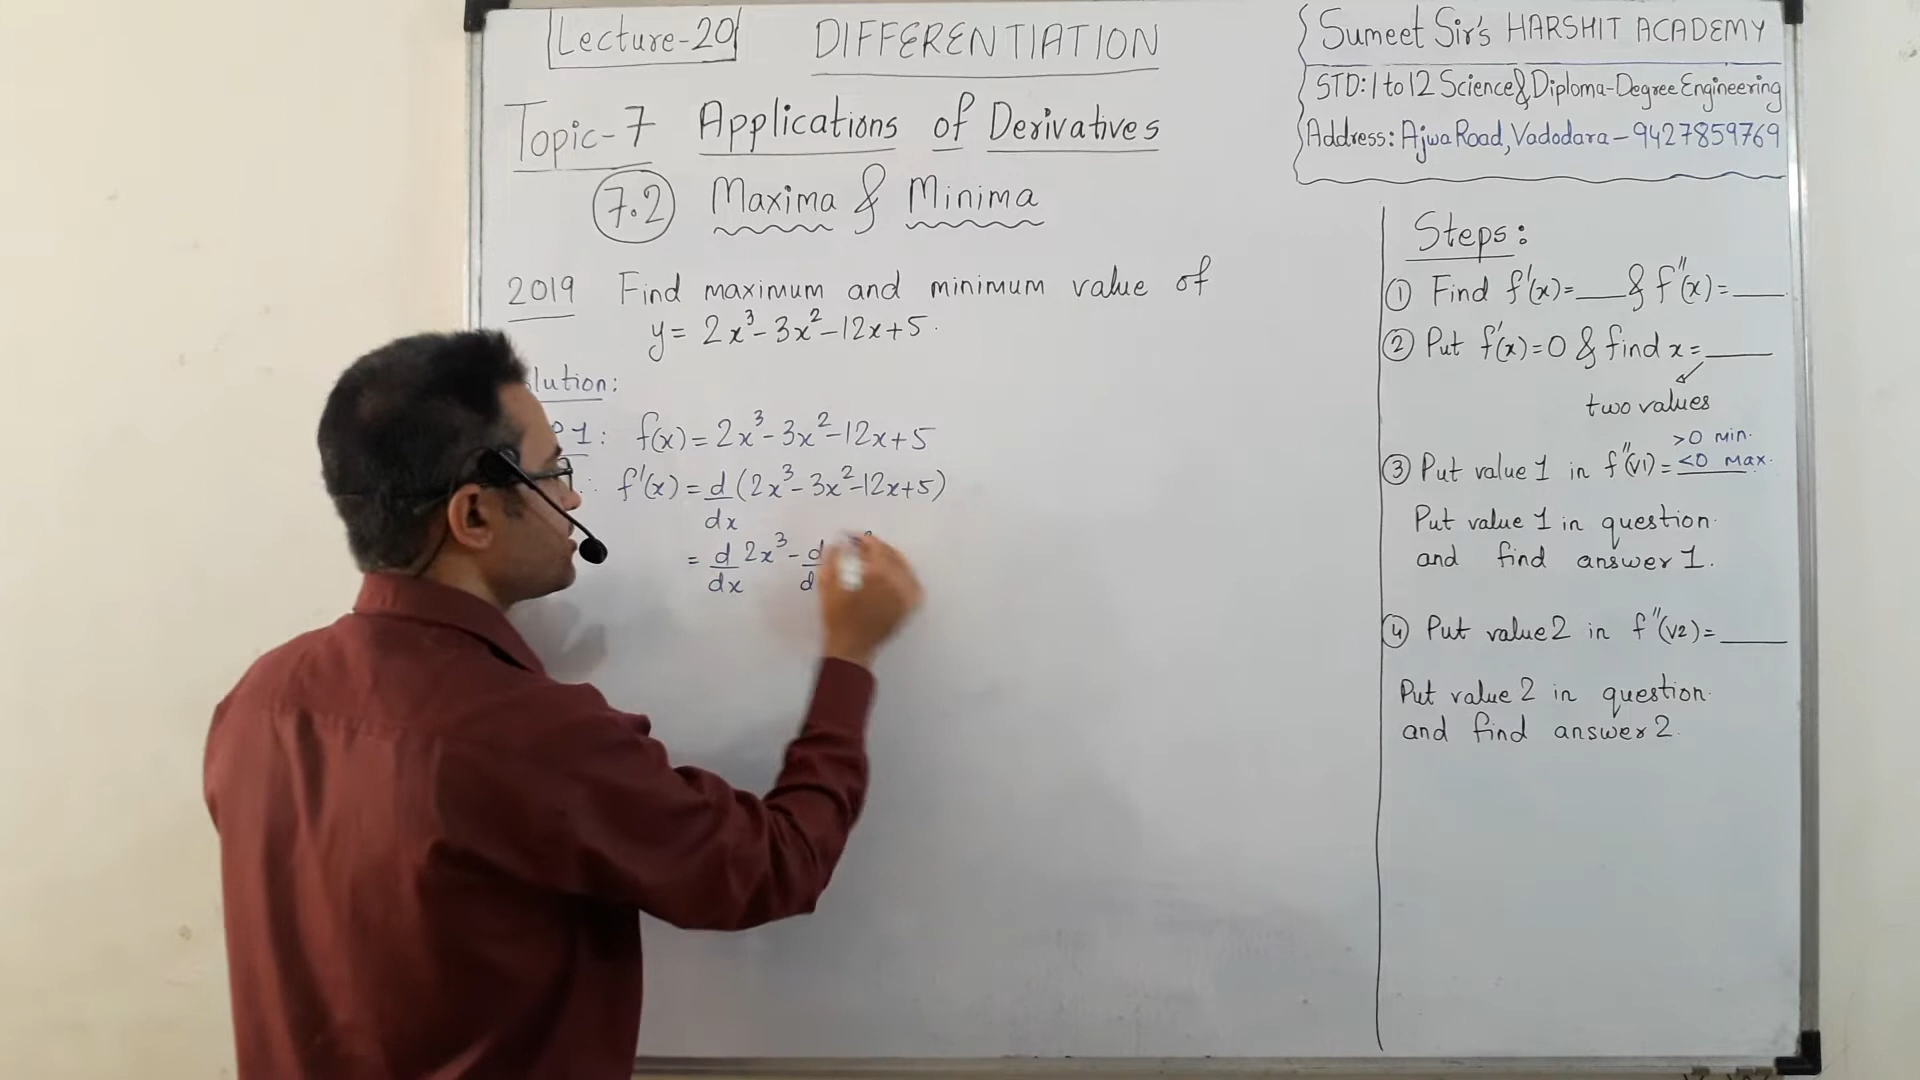 Lecture-20 DIFFERENTIATION
Topic-7 Applications of Derivatives
7.2 Maxima & Minima
2019 Find maximum and minimum value of
y = 2x³-3x²-12x+5.
lution:
1: f(x) = 2x³-3x²-12x+5
∴ f'(x) = d/dx (2x³-3x²-12x+5)
= d/dx 2x³ - d
Sumeet Sir's HARSHIT ACADEMY
STD: 1 to 12 Science & Diploma-Degree Engineering
Address: Ajwa Road, Vadodara - 9427859769
Steps:
① Find f'(x)=___ & f''(x)=___
② Put f'(x)=0 & find x=___
two values
>0 min.
③ Put value 1 in f''(v1) = <0 max.
Put value 1 in question
and find answer 1.
④ Put value 2 in f''(v2)=___
Put value 2 in question
and find answer 2.